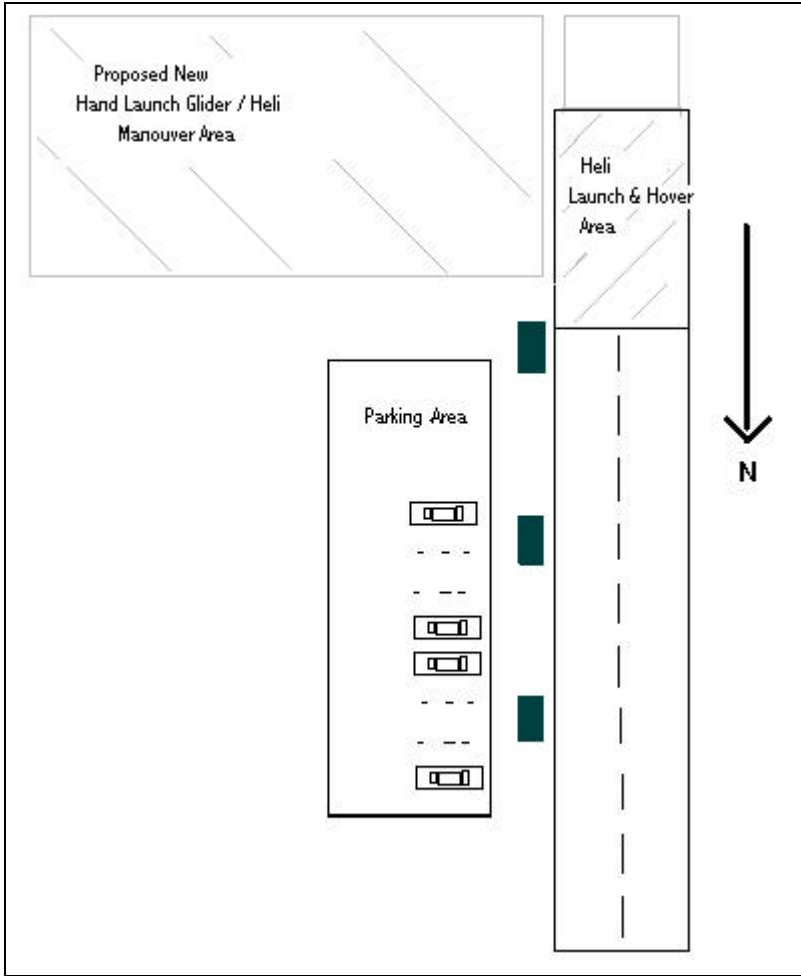 Proposed New
Hand Launch Glider / Heli
Manouver Area
Heli
Launch & Hover
Area
Parking Area
N